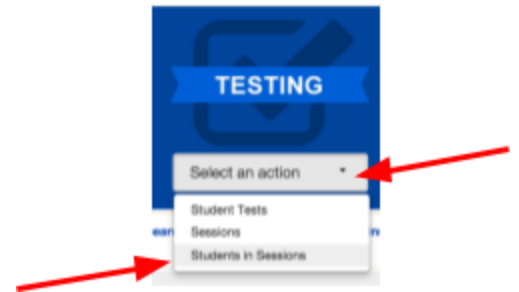 TESTING
Select an action
Student Tests
Sessions
Students in Sessions